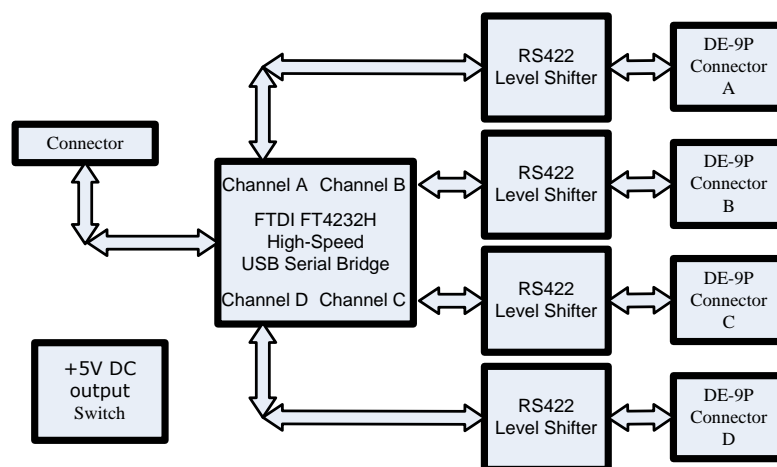 RS422
Level Shifter
DE-9P
Connector
A
Connector
Channel A Channel B
FTDI FT4232H
High-Speed
USB Serial Bridge
Channel D Channel C
RS422
Level Shifter
DE-9P
Connector
B
RS422
Level Shifter
DE-9P
Connector
C
+5V DC
output
Switch
RS422
Level Shifter
DE-9P
Connector
D